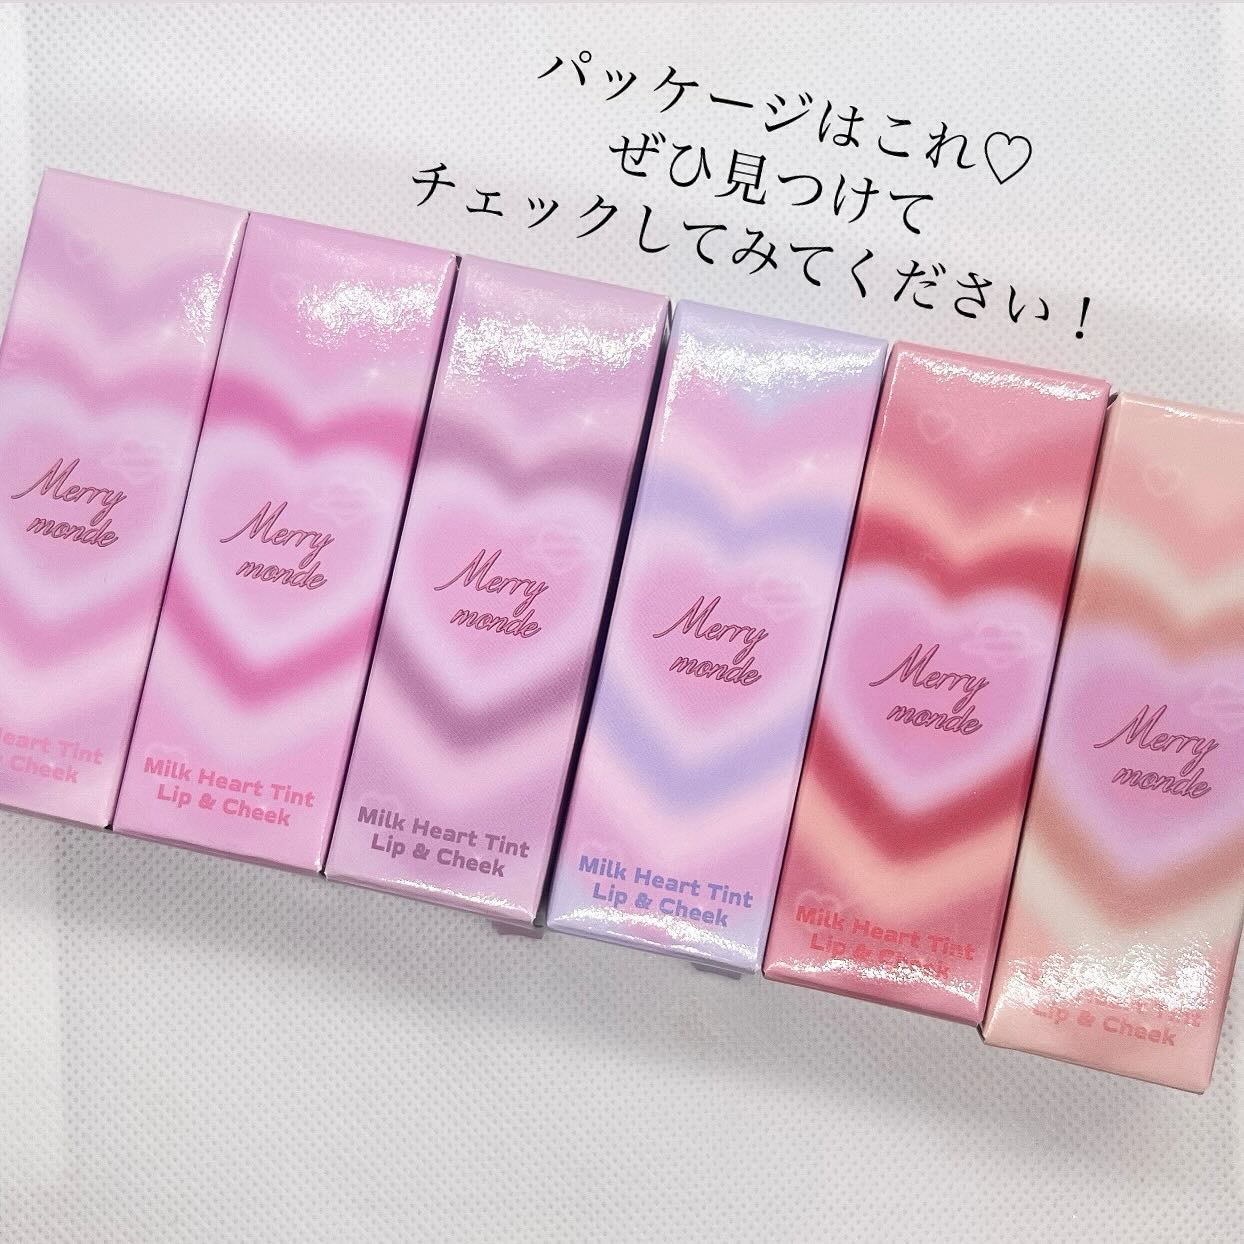 パッケージはこれ♡
ぜひ見つけて
チェックしてみてください！
Merry
monde
Heart Tint
Cheek
Merry
monde
Milk Heart Tint
Lip & Cheek
Merry
monde
Milk Heart Tint
Lip & Cheek
Merry
monde
Milk Heart Tint
Lip & Cheek
Merry
monde
Milk Heart Tint
Lip & Cheek
Merry
monde
Tint
Lip & Cheek